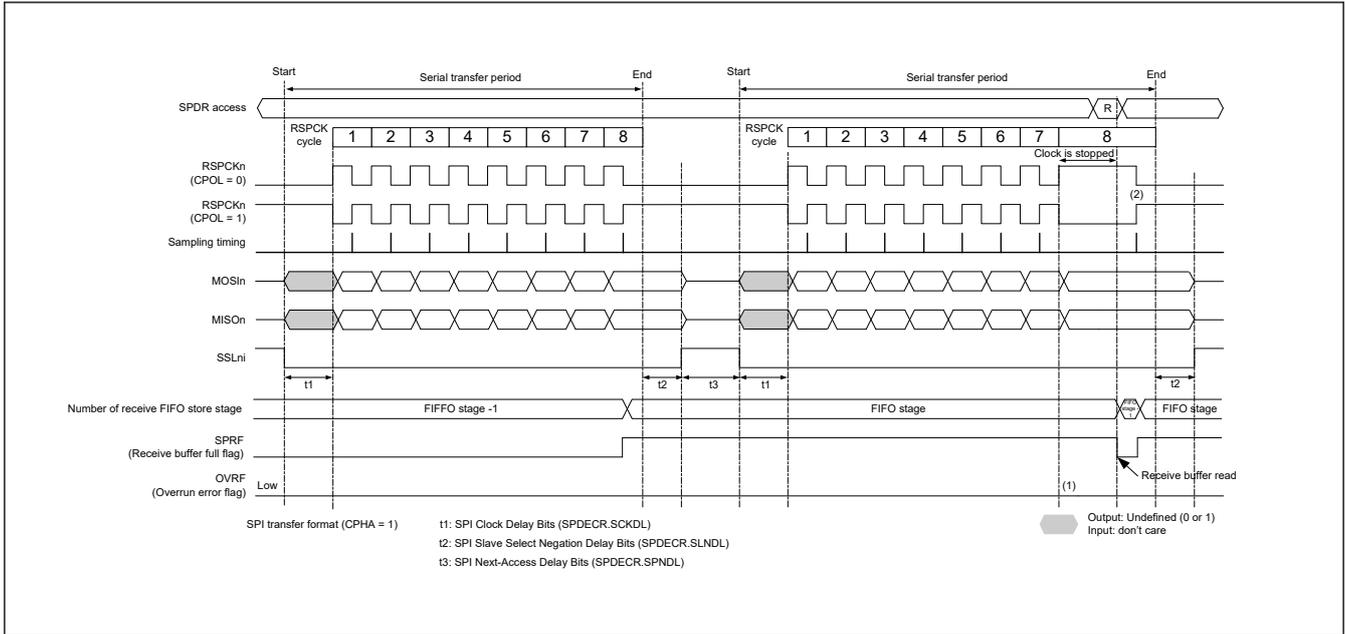 Start Serial transfer period End Start Serial transfer period End
SPDR access R
RSPCK cycle 1 2 3 4 5 6 7 8 RSPCK cycle 1 2 3 4 5 6 7 8
Clock is stopped
RSPCKn
(CPOL = 0)
(2)
RSPCKn
(CPOL = 1)
Sampling timing
MOSIn
MISOn
SSLni
t1 t2 t3 t1 t2
Number of receive FIFO store stage FIFFO stage -1 FIFO stage FIFO stage - 1 FIFO stage
SPRF
(Receive buffer full flag)
Receive buffer read
OVRF
(Overrun error flag) Low (1)
SPI transfer format (CPHA = 1)
t1: SPI Clock Delay Bits (SPDECR.SCKDL)
t2: SPI Slave Select Negation Delay Bits (SPDECR.SLNDL)
t3: SPI Next-Access Delay Bits (SPDECR.SPNDL)
Output: Undefined (0 or 1)
Input: don't care